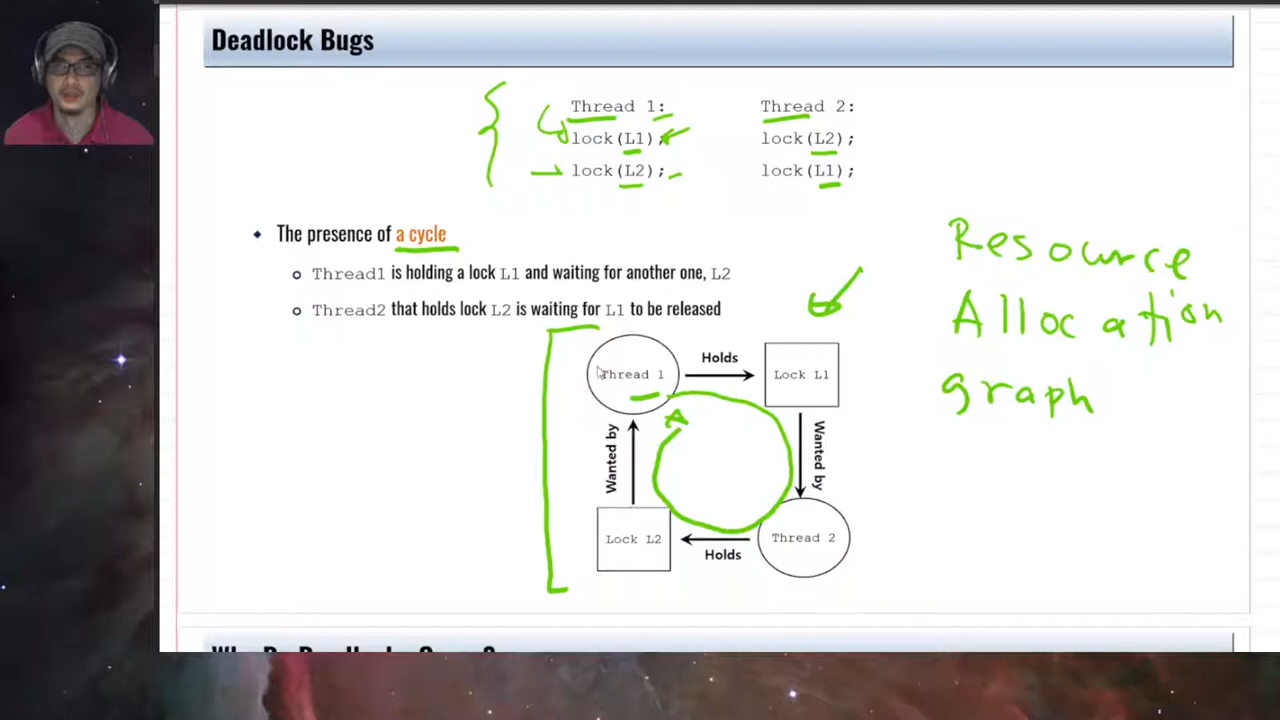 Deadlock Bugs
Thread 1:
Thread 2:
lock(L1);
lock(L2);
lock(L2);
lock(L1);
The presence of a cycle
Thread1 is holding a lock L1 and waiting for another one, L2
Thread2 that holds lock L2 is waiting for L1 to be released
Resource
Allocation
graph
Thread 1
Holds
Lock L1
Wanted by
Wanted by
Lock L2
Holds
Thread 2